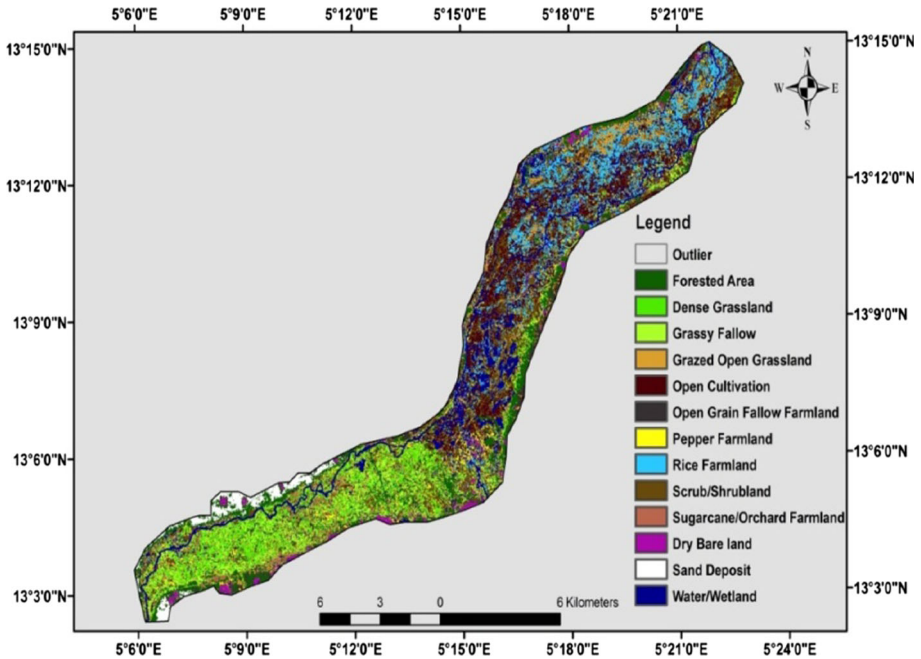 5°6'0"E 5°9'0"E 5°12'0"E 5°15'0"E 5°18'0"E 5°21'0"E
13°15'0"N 13°15'0"N
N
W E
S
13°12'0"N 13°12'0"N
Legend
Outlier
Forested Area
Dense Grassland
13°9'0"N 13°9'0"N
Grassy Fallow
Grazed Open Grassland
Open Cultivation
Open Grain Fallow Farmland
Pepper Farmland
13°6'0"N 13°6'0"N
Rice Farmland
Scrub/Shrubland
Sugarcane/Orchard Farmland
Dry Bare land
Sand Deposit
13°3'0"N 13°3'0"N
Water/Wetland
6 3 0 6 Kilometers
5°6'0"E 5°9'0"E 5°12'0"E 5°15'0"E 5°18'0"E 5°21'0"E 5°24'0"E